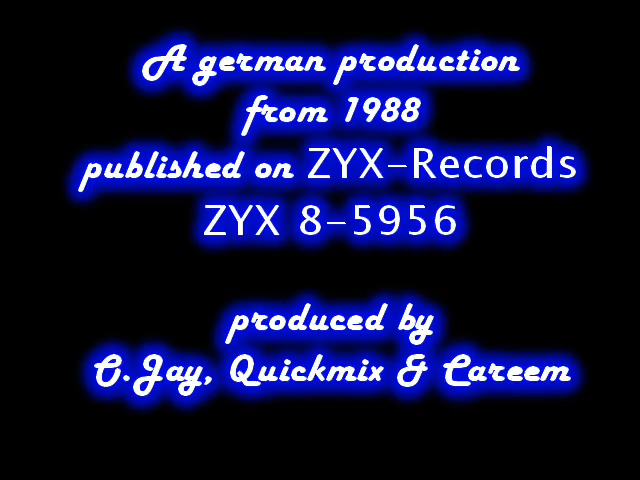 A german production
from 1988
published on ZYX-Records
ZYX 8-5956
produced by
O.Jay, Quickmix & Careem